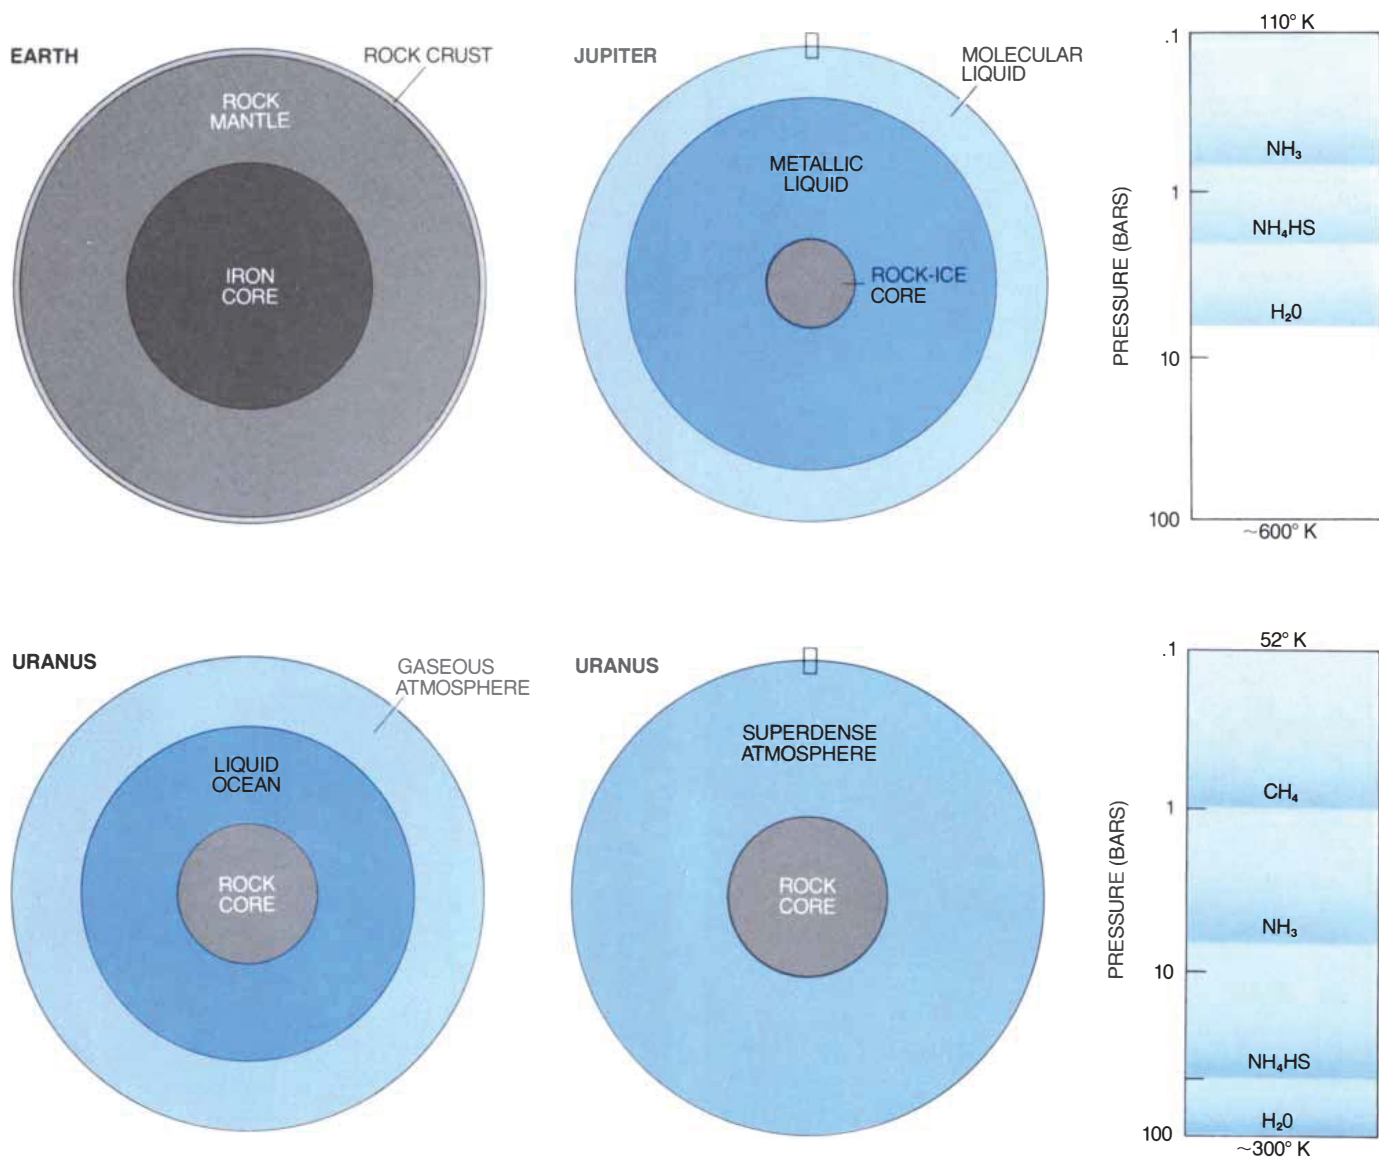 EARTH
ROCK CRUST
ROCK
MANTLE
IRON
CORE
JUPITER
MOLECULAR
LIQUID
METALLIC
LIQUID
ROCK-ICE
CORE
110° K
.1
NH₃
1
NH₄HS
H₂0
10
100
~600° K
PRESSURE (BARS)
URANUS
GASEOUS
ATMOSPHERE
LIQUID
OCEAN
ROCK
CORE
URANUS
SUPERDENSE
ATMOSPHERE
ROCK
CORE
52° K
.1
CH₄
1
NH₃
10
NH₄HS
H₂0
100
~300° K
PRESSURE (BARS)